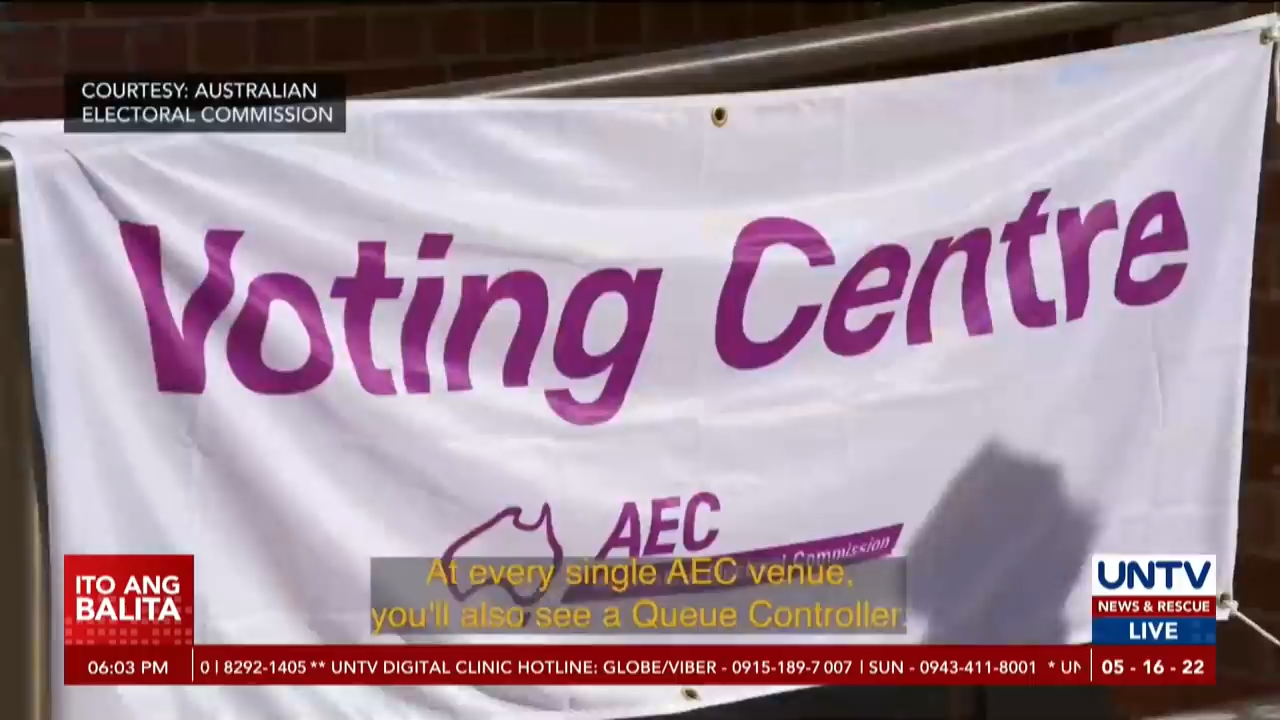 COURTESY: AUSTRALIAN
ELECTORAL COMMISSION
Voting Centre
AEC
Commission
At every single AEC venue,
you'll also see a Queue Controller.
ITO ANG
BALITA
UNTV
NEWS & RESCUE
LIVE
06:03 PM
0 | 8292-1405 ** UNTV DIGITAL CLINIC HOTLINE: GLOBE/VIBER - 0915-189-7 007 | SUN - 0943-411-8001 * UN
05 - 16 - 22